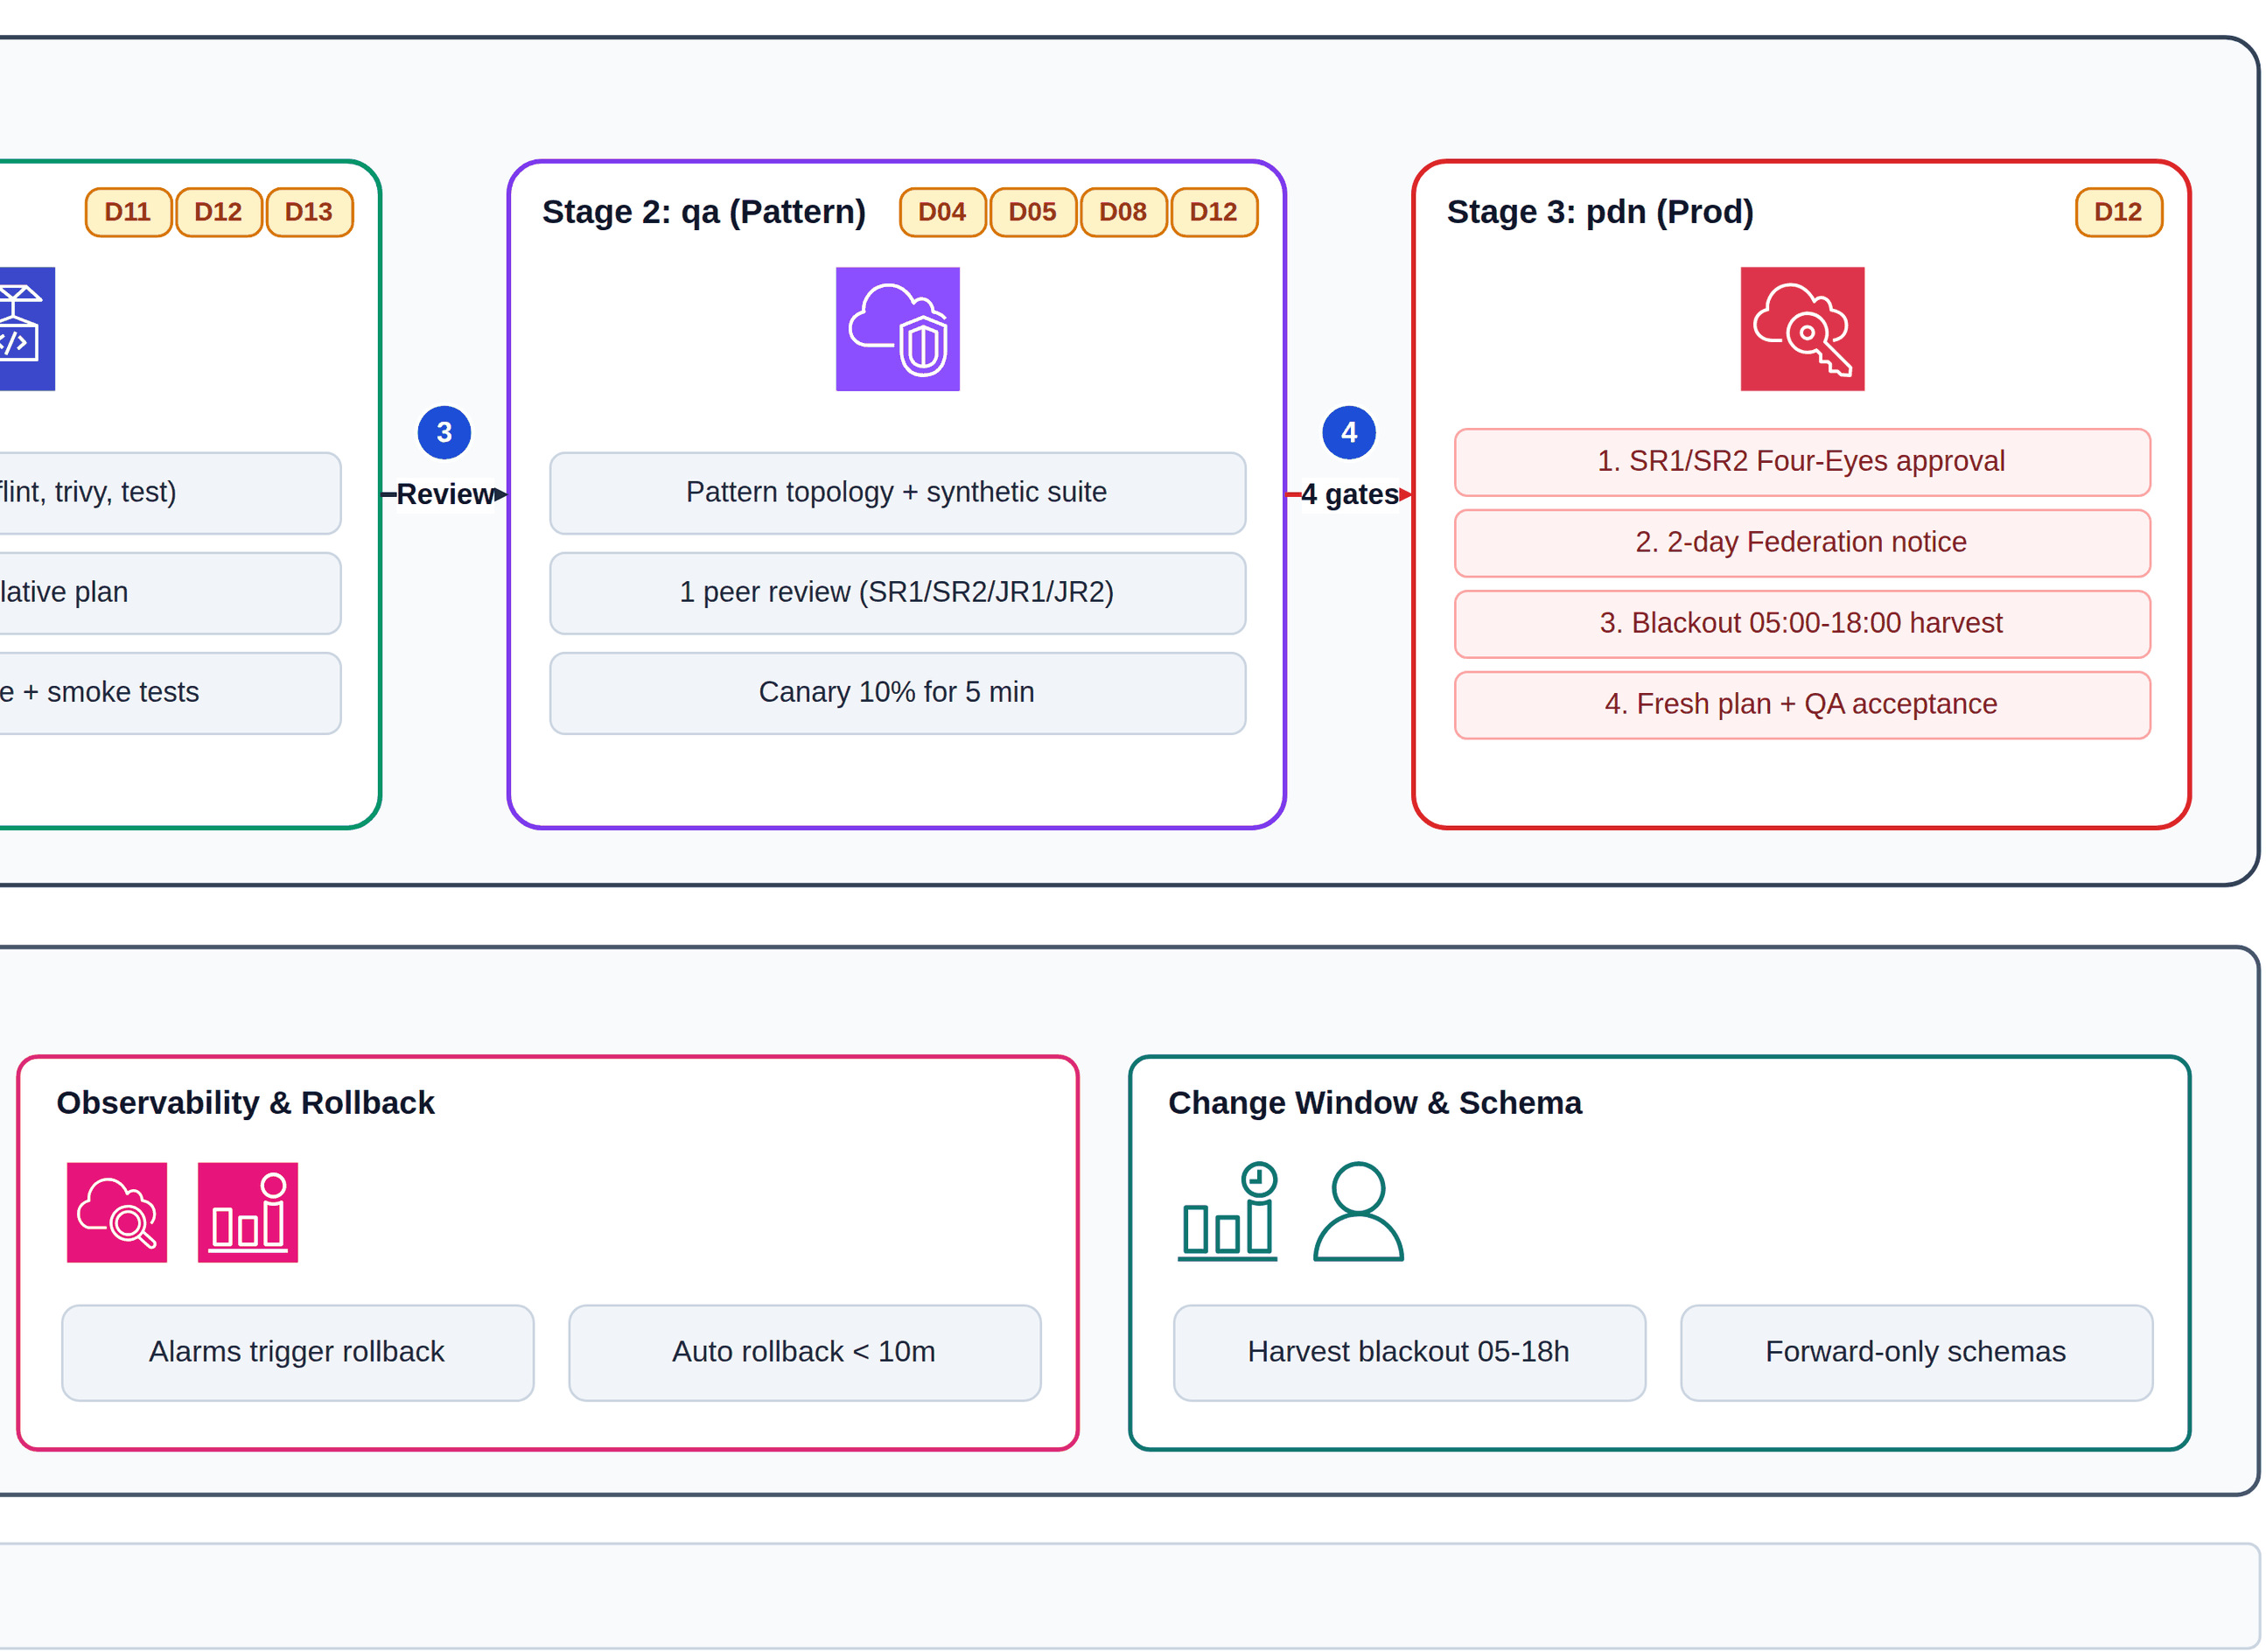 D11 D12 D13
Stage 2: qa (Pattern) D04 D05 D08 D12
Stage 3: pdn (Prod) D12
flint, trivy, test)
lative plan
e + smoke tests
3
Review
Pattern topology + synthetic suite
1 peer review (SR1/SR2/JR1/JR2)
Canary 10% for 5 min
4
4 gates
1. SR1/SR2 Four-Eyes approval
2. 2-day Federation notice
3. Blackout 05:00-18:00 harvest
4. Fresh plan + QA acceptance
Observability & Rollback
Alarms trigger rollback
Auto rollback < 10m
Change Window & Schema
Harvest blackout 05-18h
Forward-only schemas